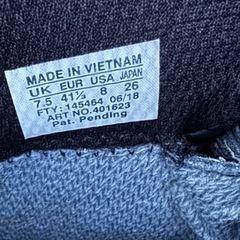 MADE IN VIETNAM
UK EUR USA JAPAN
7.5 41⅓ 8 26
FTY: 145464 06/18
ART NO.401623
Pat. Pending